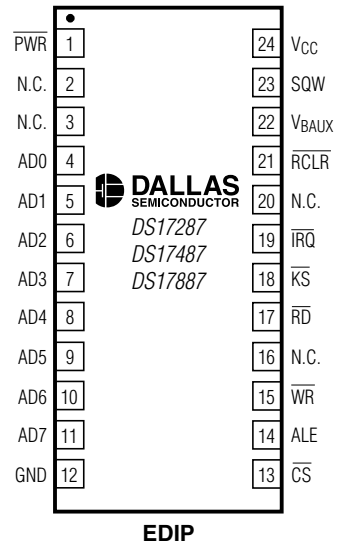 PWR 1 24 VCC
N.C. 2 23 SQW
N.C. 3 22 VBAUX
AD0 4 21 RCLR
AD1 5 DALLAS SEMICONDUCTOR 20 N.C.
AD2 6 DS17287 19 IRQ
AD3 7 DS17487 18 KS
AD4 8 DS17887 17 RD
AD5 9 16 N.C.
AD6 10 15 WR
AD7 11 14 ALE
GND 12 13 CS
EDIP